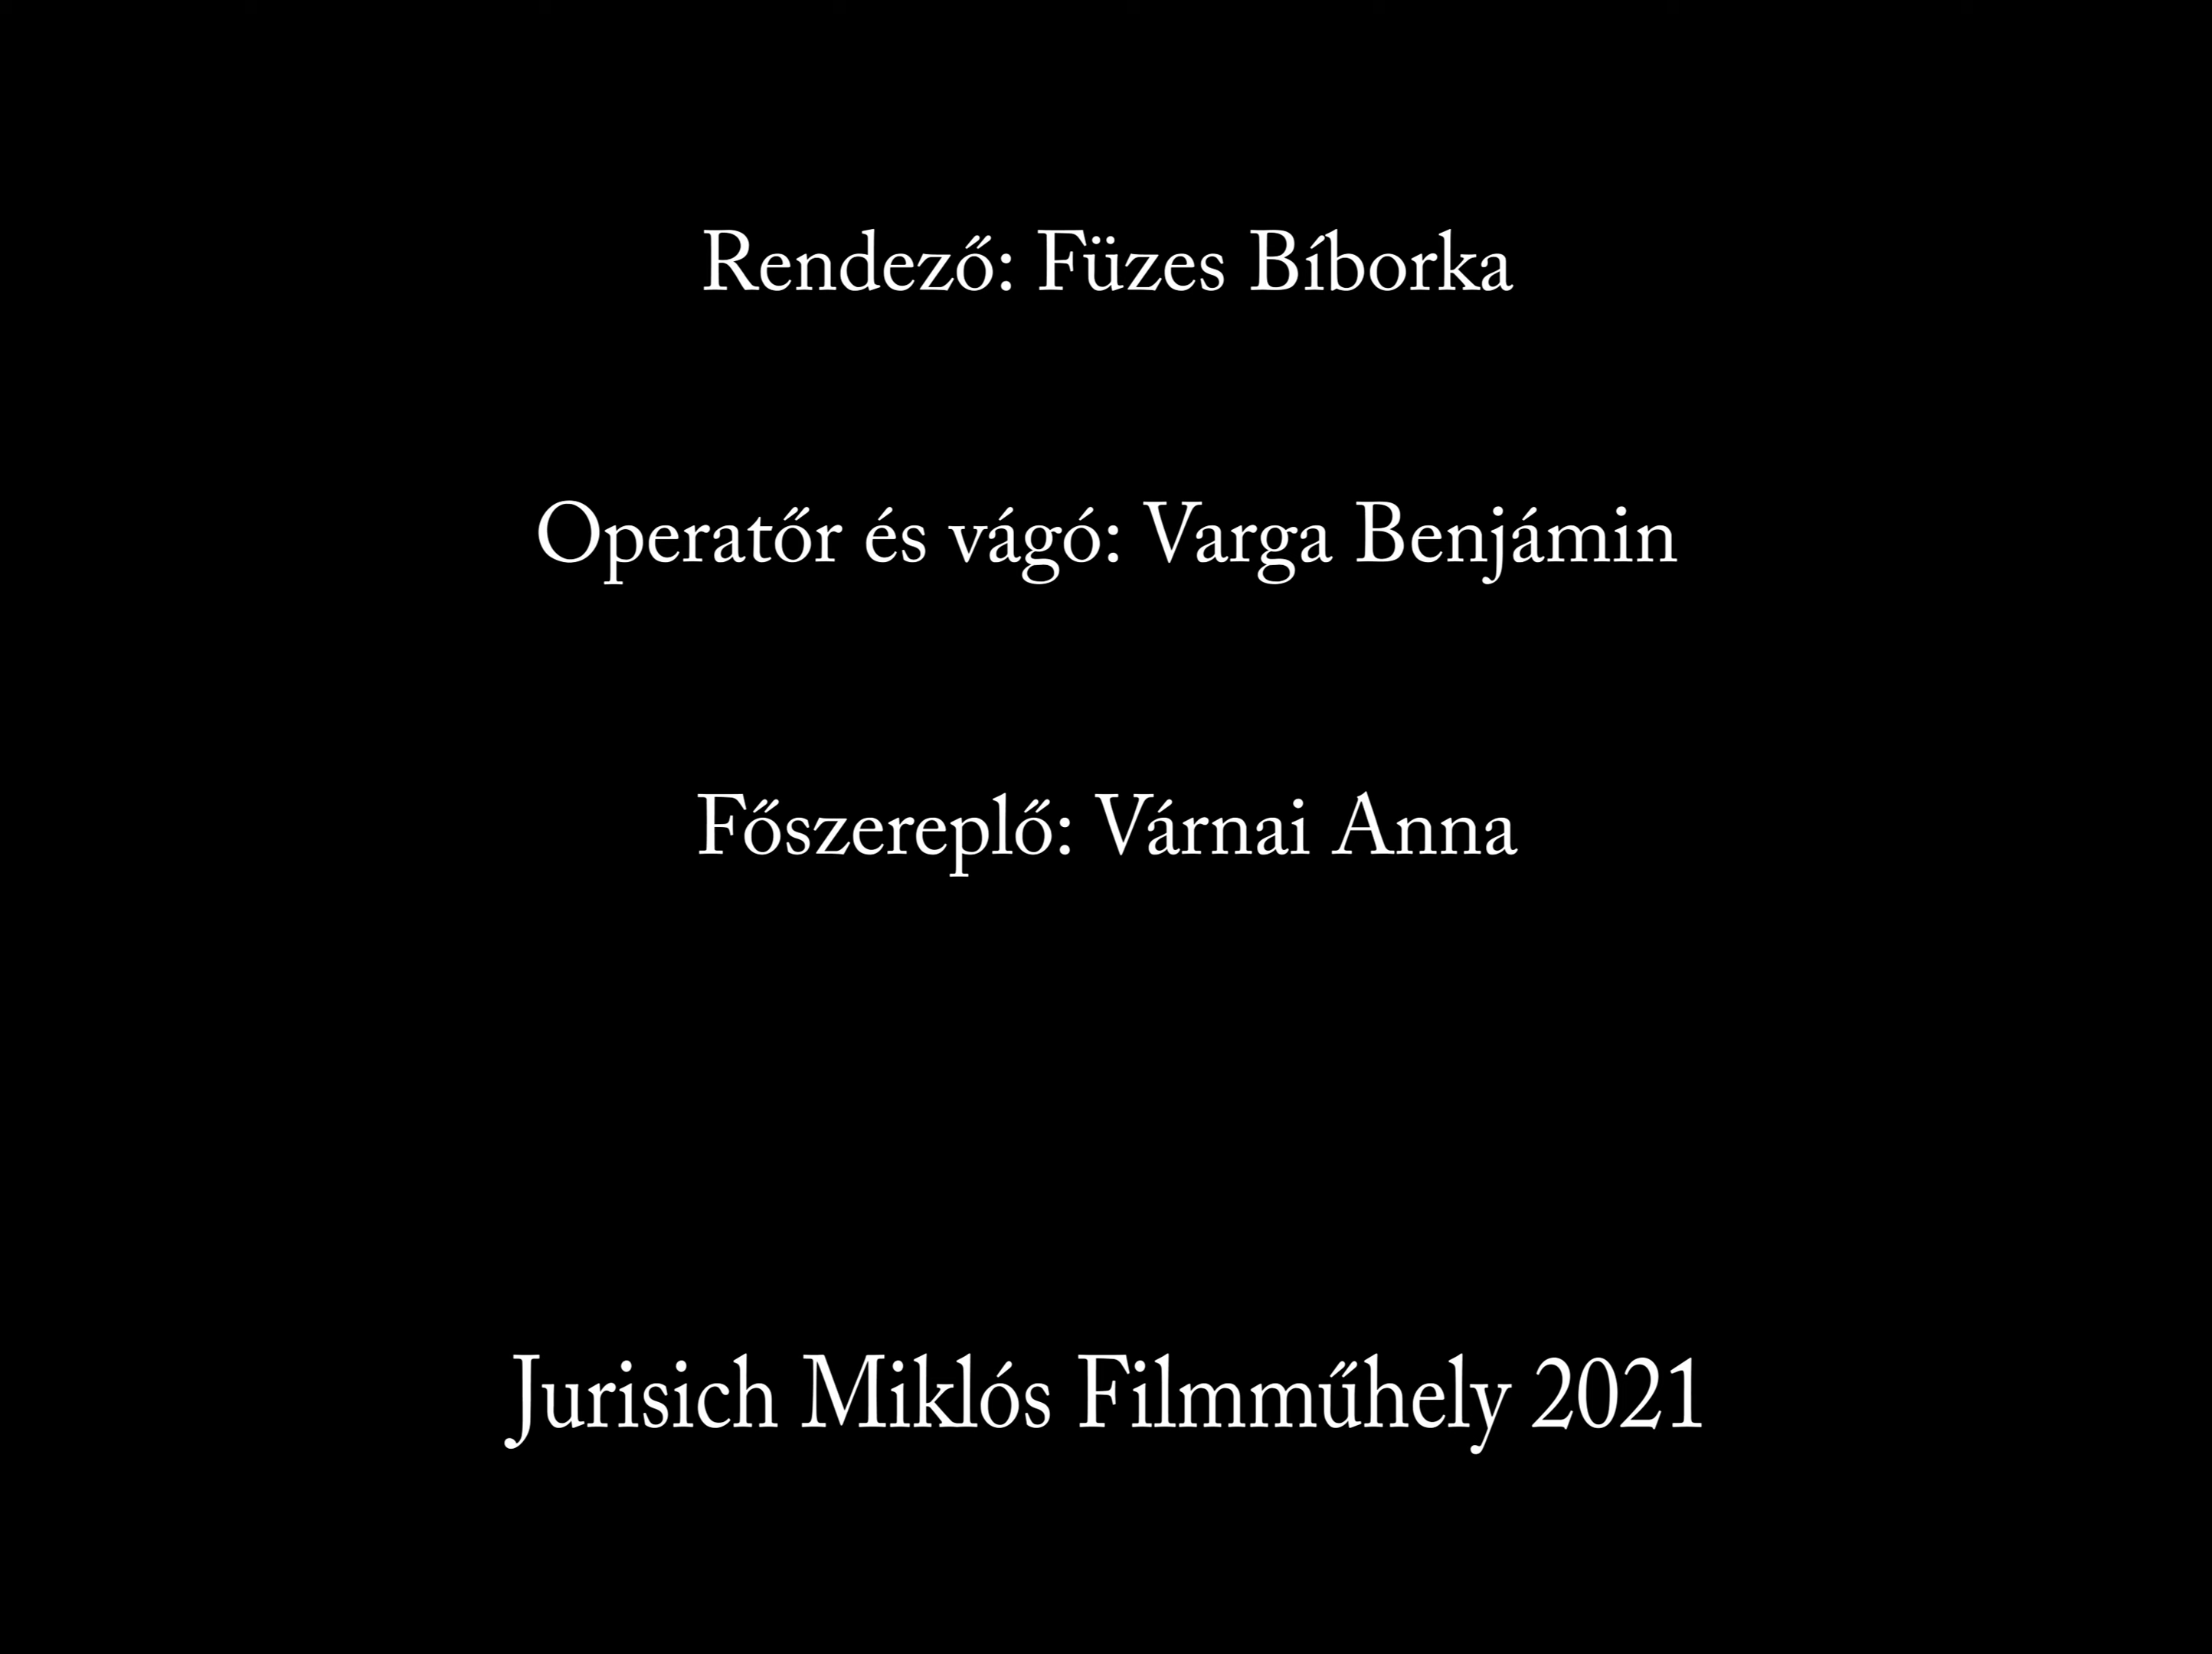 Rendező: Füzes Bíborka
Operatőr és vágó: Varga Benjámin
Főszereplő: Várnai Anna
Jurisich Miklós Filmműhely 2021